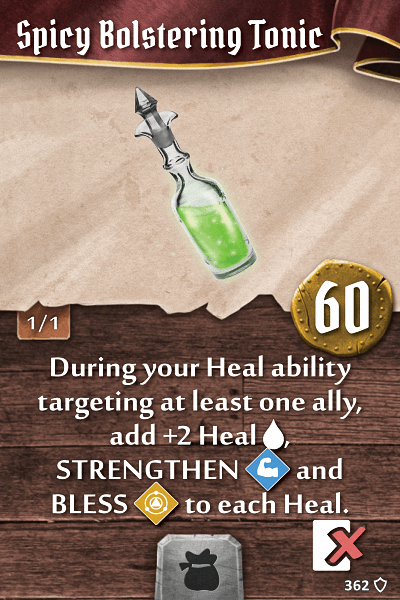 Spicy Bolstering Tonic
60
1/1
During your Heal ability
targeting at least one ally,
add +2 Heal,
STRENGTHEN and
BLESS to each Heal.
362